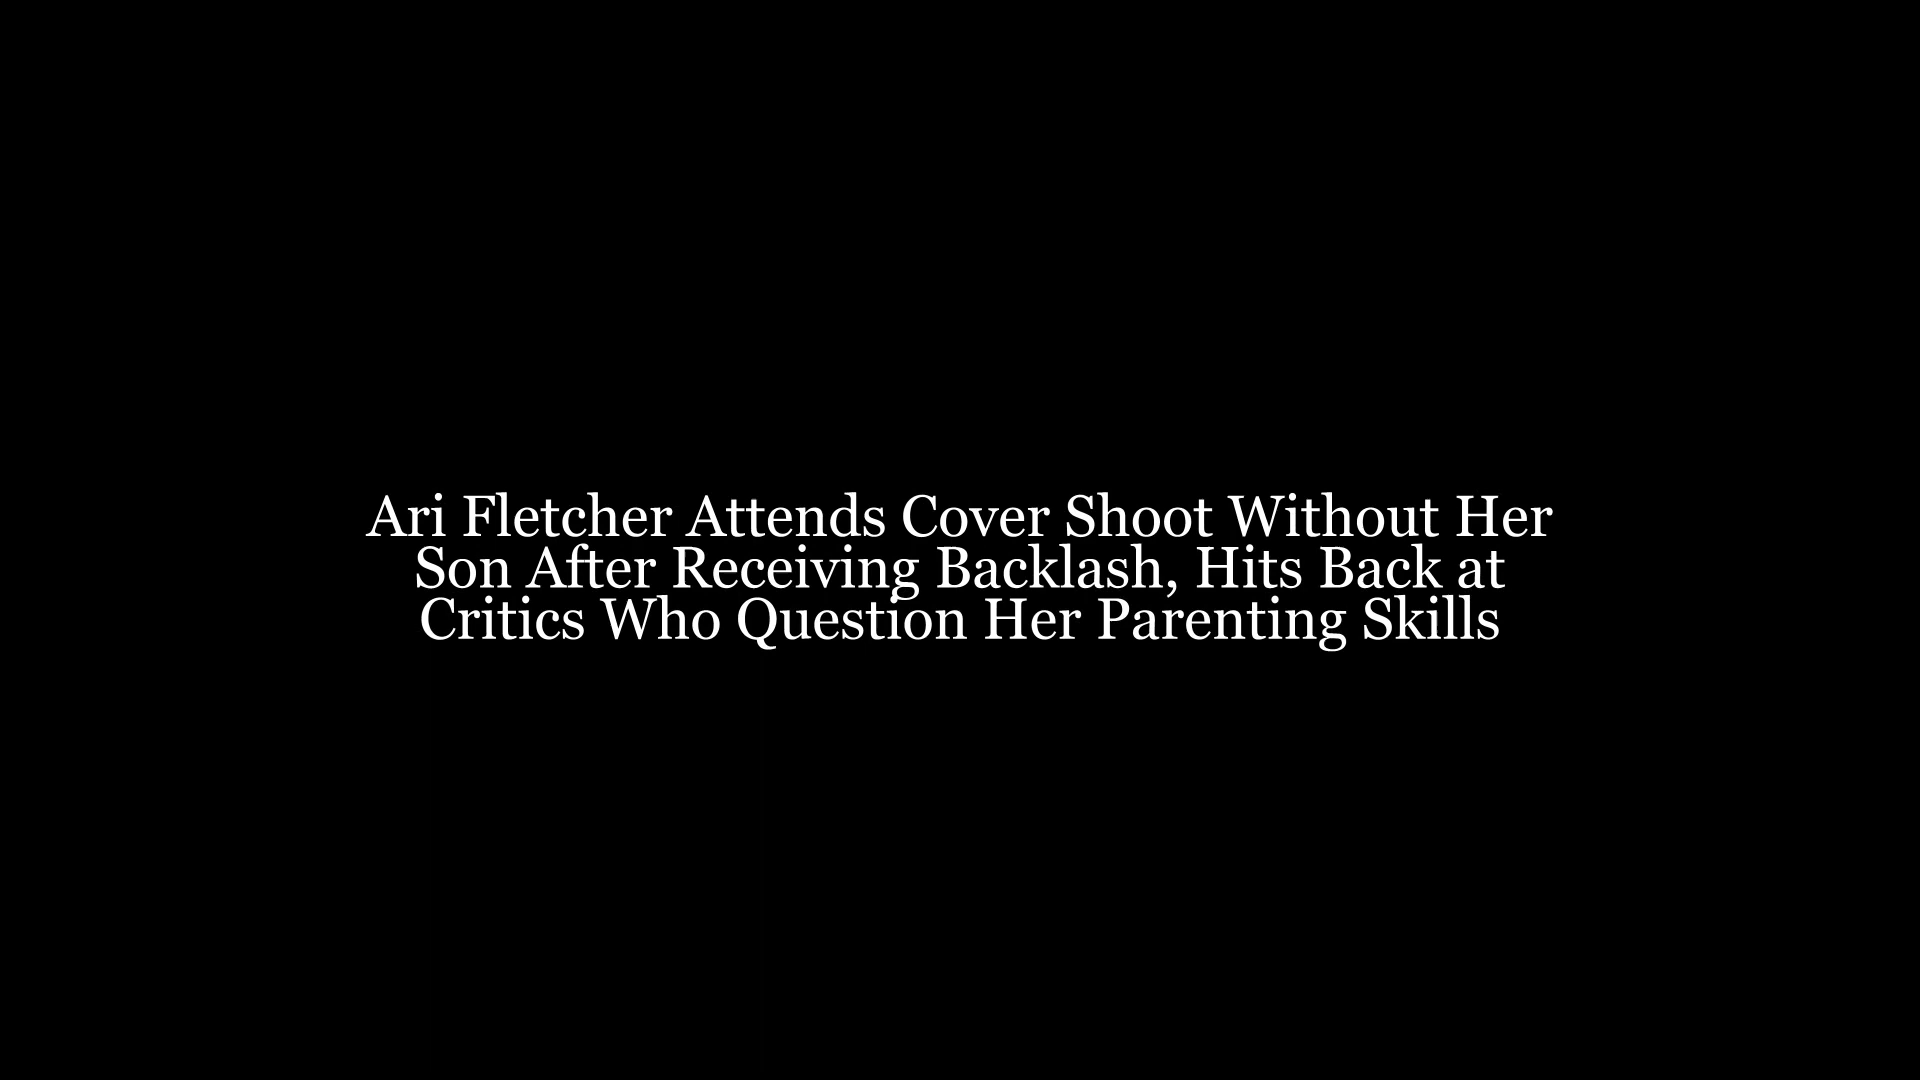 Ari Fletcher Attends Cover Shoot Without Her
Son After Receiving Backlash, Hits Back at
Critics Who Question Her Parenting Skills